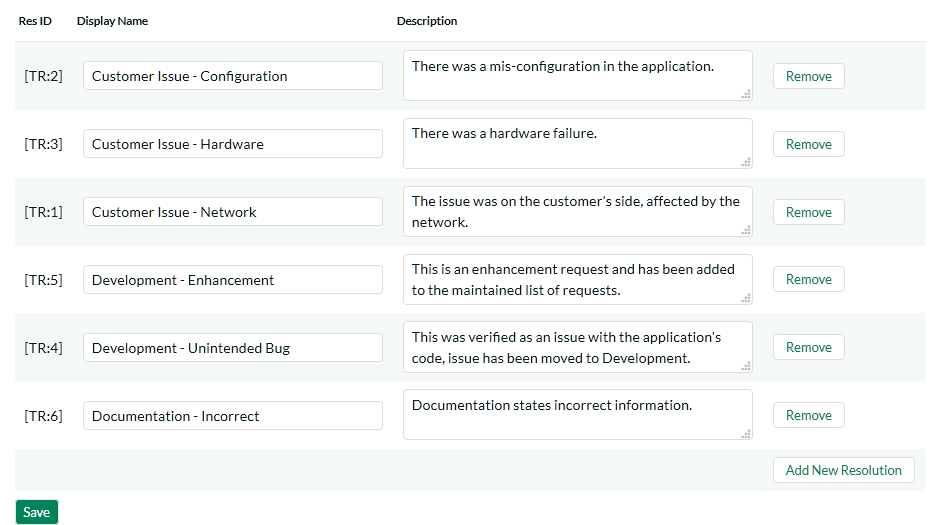 Res ID Display Name Description
[TR:2] Customer Issue - Configuration There was a mis-configuration in the application. Remove
[TR:3] Customer Issue - Hardware There was a hardware failure. Remove
[TR:1] Customer Issue - Network The issue was on the customer's side, affected by the
network. Remove
[TR:5] Development - Enhancement This is an enhancement request and has been added
to the maintained list of requests. Remove
[TR:4] Development - Unintended Bug This was verified as an issue with the application's
code, issue has been moved to Development. Remove
[TR:6] Documentation - Incorrect Documentation states incorrect information. Remove
Add New Resolution
Save